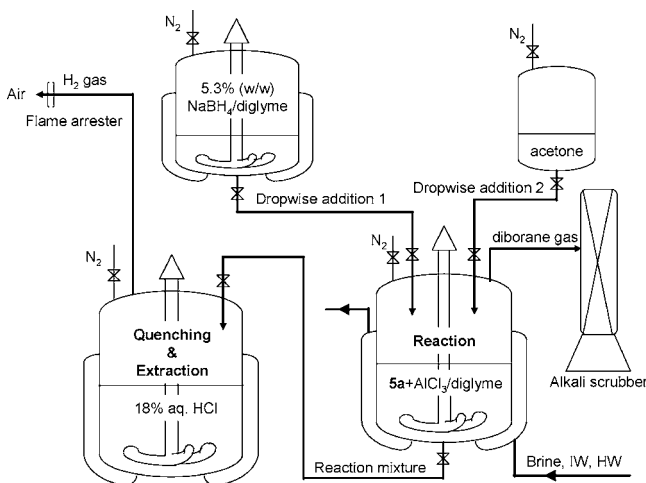 N2
N2
H2 gas
Air
Flame arrester
5.3% (w/w)
NaBH4/diglyme
acetone
Dropwise addition 1
Dropwise addition 2
N2
N2
diborane gas
Quenching
&
Extraction
18% aq. HCl
Reaction
5a+AlCl3/diglyme
Alkali scrubber
Reaction mixture
Brine, IW, HW